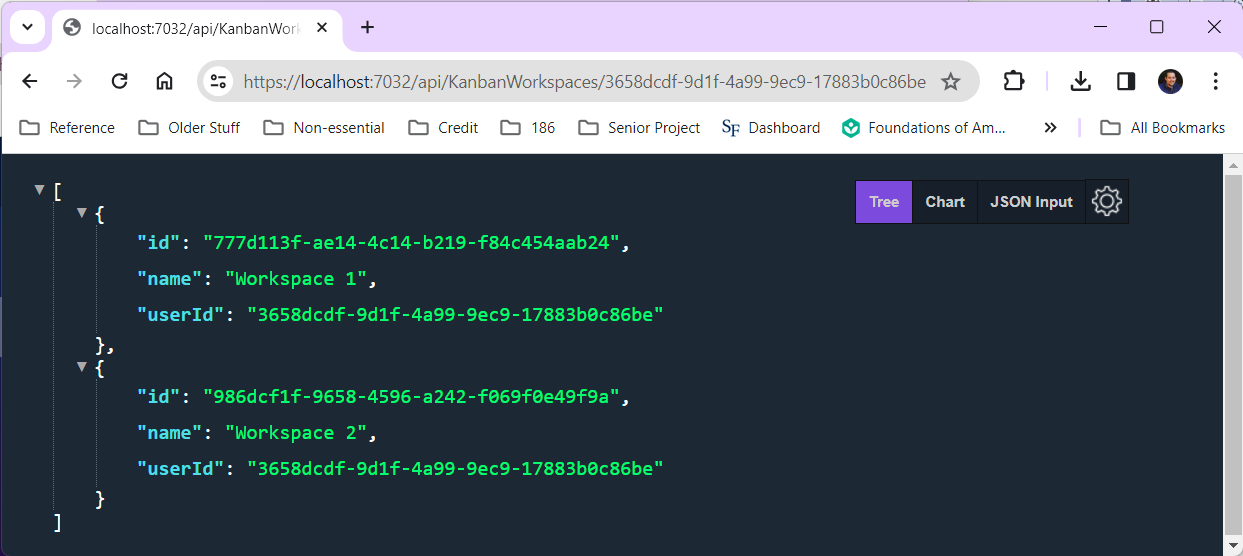 localhost:7032/api/KanbanWork
https://localhost:7032/api/KanbanWorkspaces/3658dcdf-9d1f-4a99-9ec9-17883b0c86be
Reference Older Stuff Non-essential Credit 186 Senior Project SF Dashboard Foundations of Am... » All Bookmarks
Tree Chart JSON Input
[
{
"id": "777d113f-ae14-4c14-b219-f84c454aab24",
"name": "Workspace 1",
"userId": "3658dcdf-9d1f-4a99-9ec9-17883b0c86be"
},
{
"id": "986dcf1f-9658-4596-a242-f069f0e49f9a",
"name": "Workspace 2",
"userId": "3658dcdf-9d1f-4a99-9ec9-17883b0c86be"
}
]